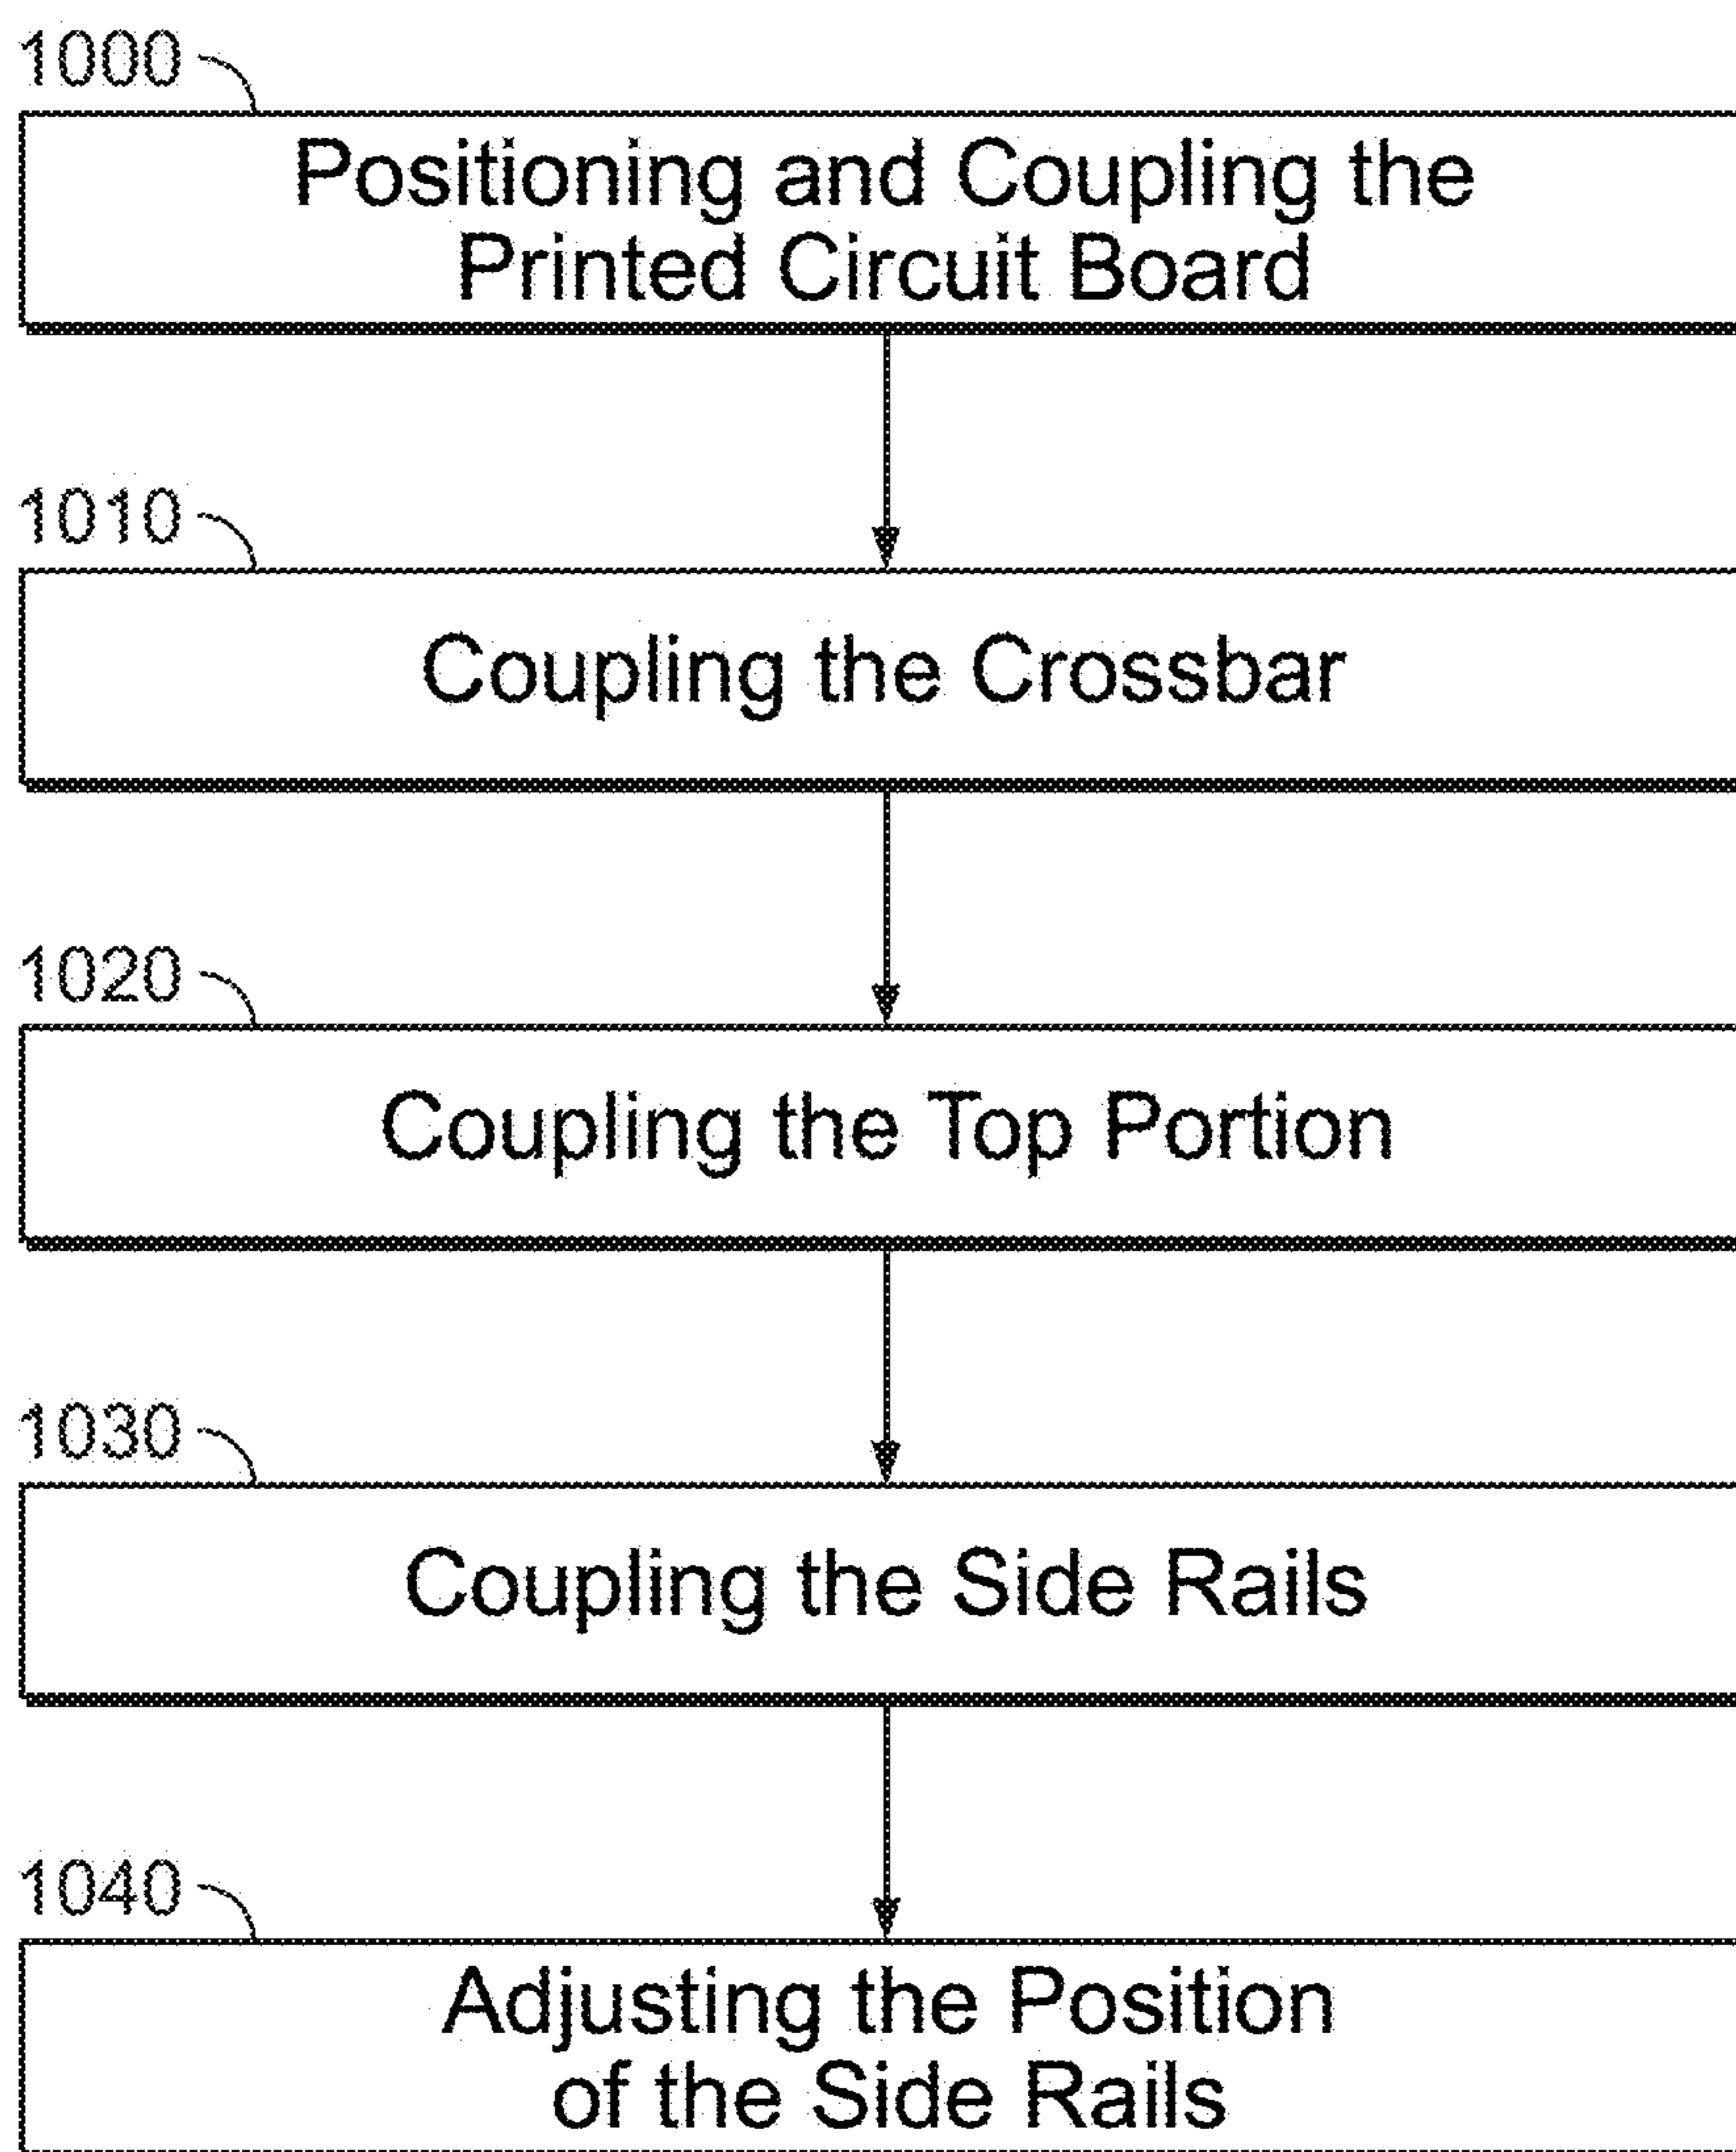 1000
Positioning and Coupling the
Printed Circuit Board
1010
Coupling the Crossbar
1020
Coupling the Top Portion
1030
Coupling the Side Rails
1040
Adjusting the Position
of the Side Rails